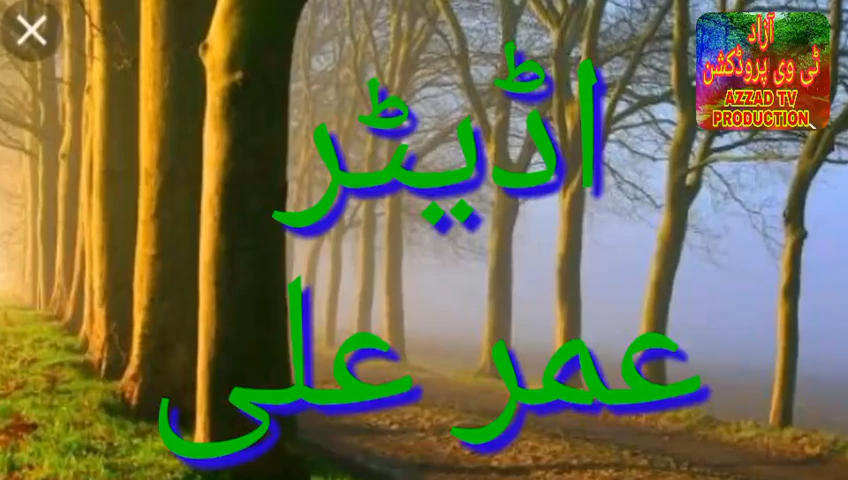 آزاد
ٹی وی پروڈکشن
AZZAD TV
PRODUCTION
اڈیٹر
عمر علی